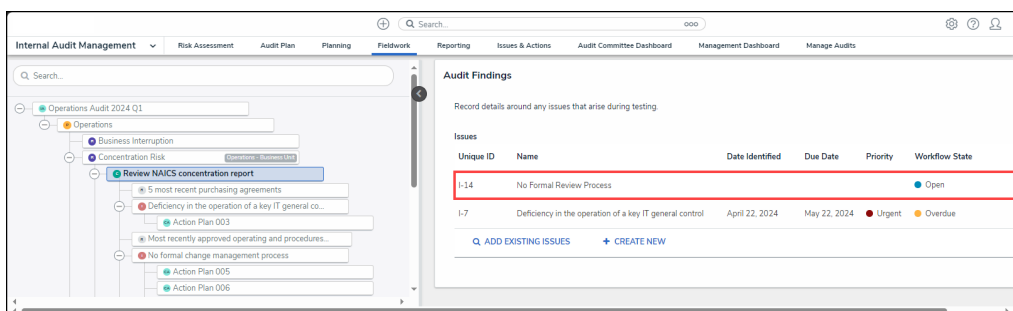 Search...
Internal Audit Management
Risk Assessment
Audit Plan
Planning
Fieldwork
Reporting
Issues & Actions
Audit Committee Dashboard
Management Dashboard
Manage Audits
Search...
Operations Audit 2024 Q1
Operations
Business Interruption
Concentration Risk Operations - Business Unit
Review NAICS concentration report
5 most recent purchasing agreements
Deficiency in the operation of a key IT general co...
Action Plan 003
Most recently approved operating and procedures...
No formal change management process
Action Plan 005
Action Plan 006
Audit Findings
Record details around any issues that arise during testing.
Issues
Unique ID Name Date Identified Due Date Priority Workflow State
I-14 No Formal Review Process Open
I-7 Deficiency in the operation of a key IT general control April 22, 2024 May 22, 2024 Urgent Overdue
ADD EXISTING ISSUES + CREATE NEW